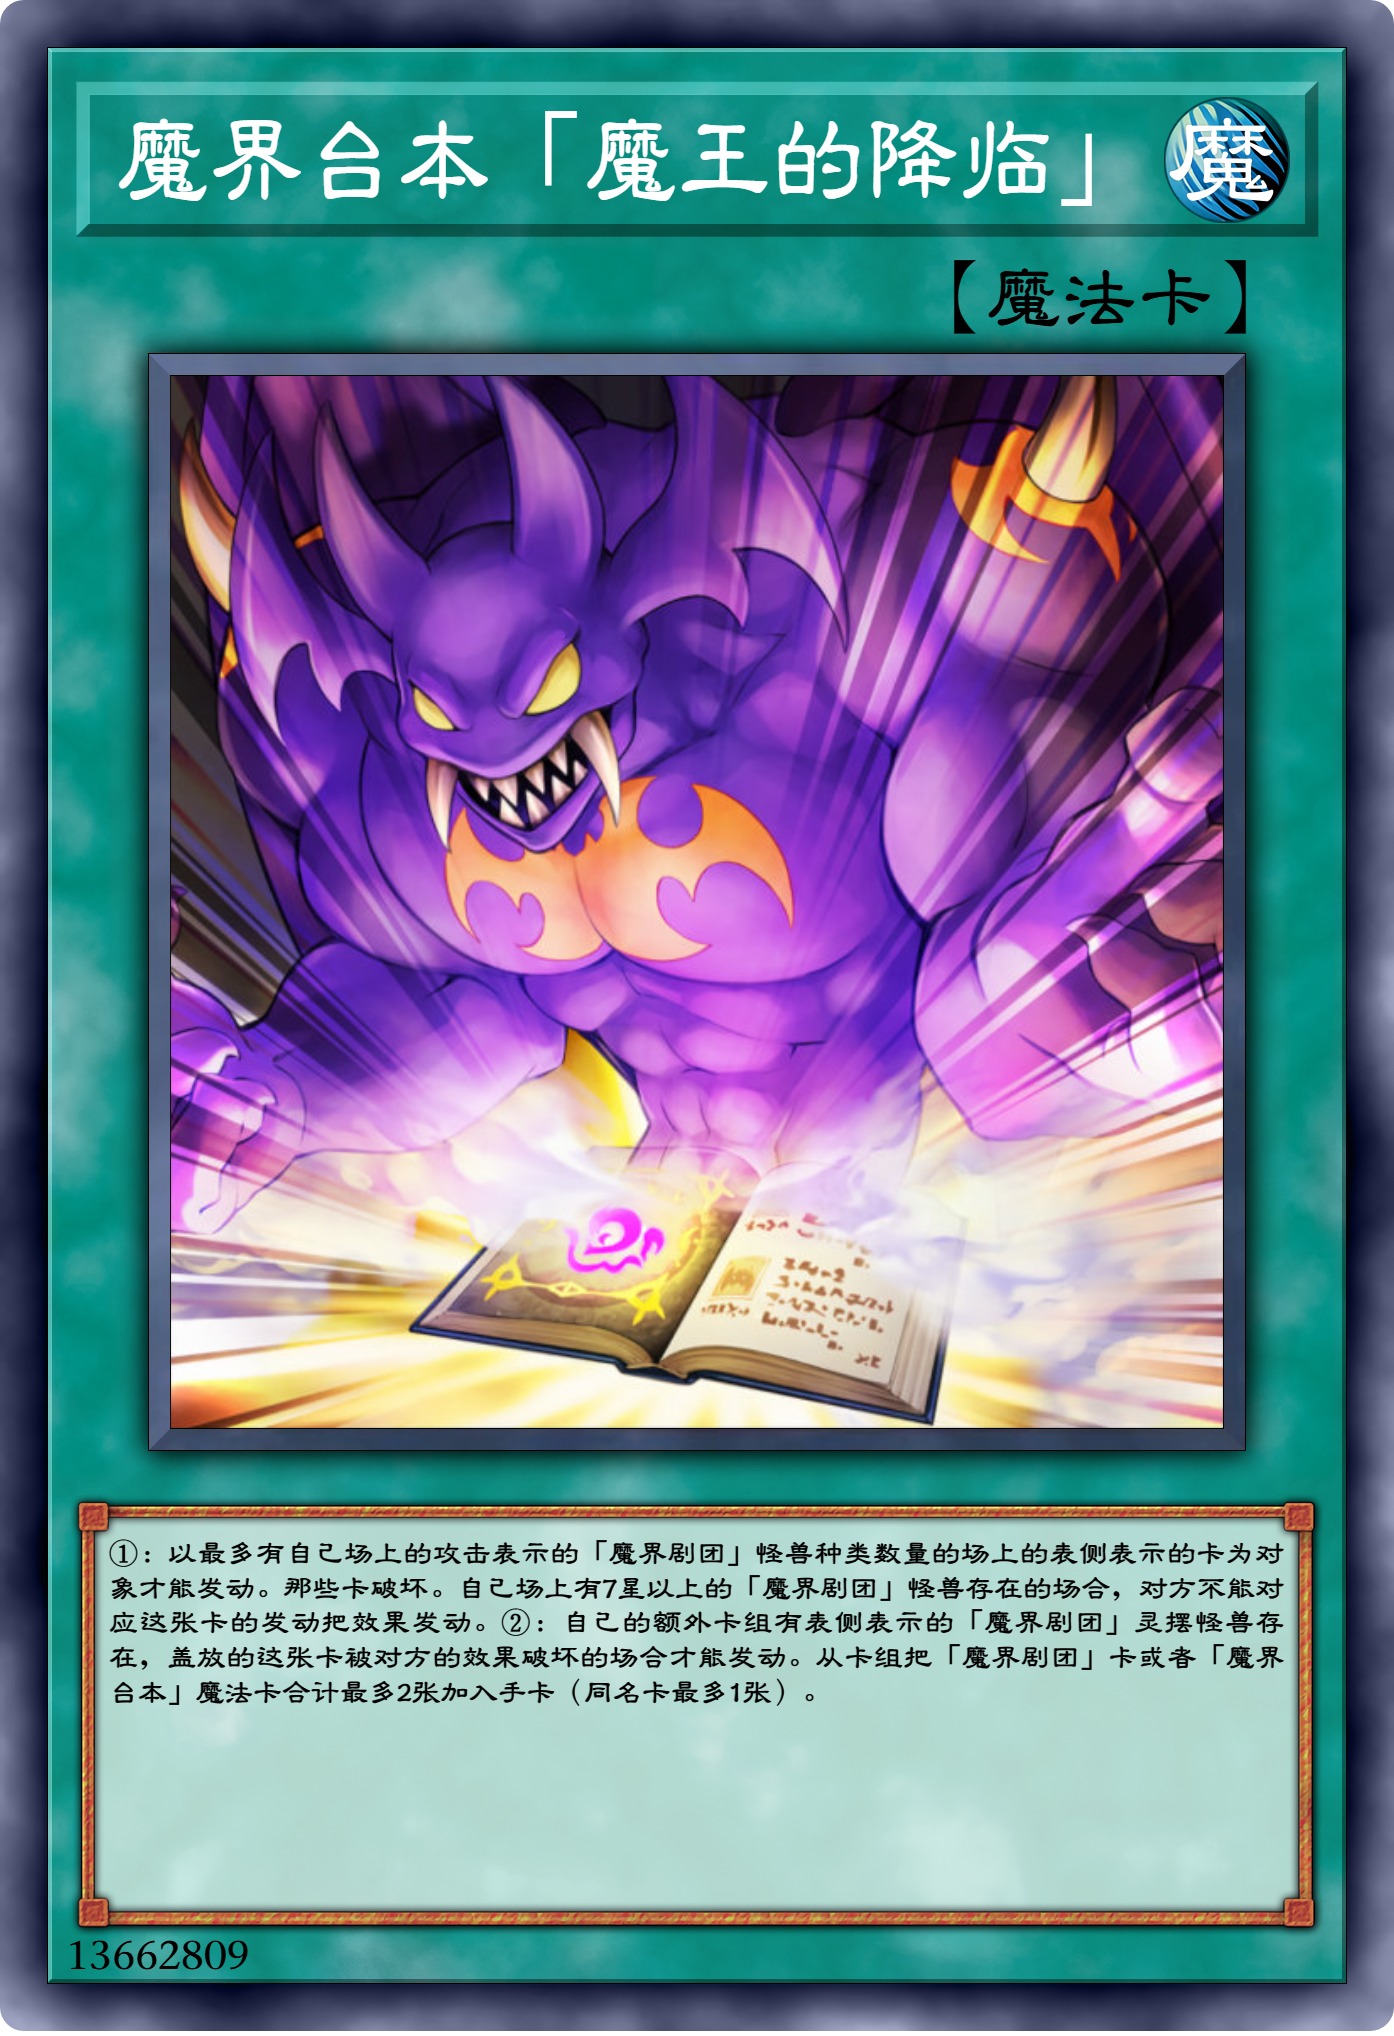 魔界台本「魔王的降临」 魔
【魔法卡】
①：以最多有自己场上的攻击表示的「魔界剧团」怪兽种类数量的场上的表侧表示的卡为对
象才能发动。那些卡破坏。自己场上有7星以上的「魔界剧团」怪兽存在的场合，对方不能对
应这张卡的发动把效果发动。②：自己的额外卡组有表侧表示的「魔界剧团」灵摆怪兽存
在，盖放的这张卡被对方的效果破坏的场合才能发动。从卡组把「魔界剧团」卡或者「魔界
台本」魔法卡合计最多2张加入手卡（同名卡最多1张）。
13662809